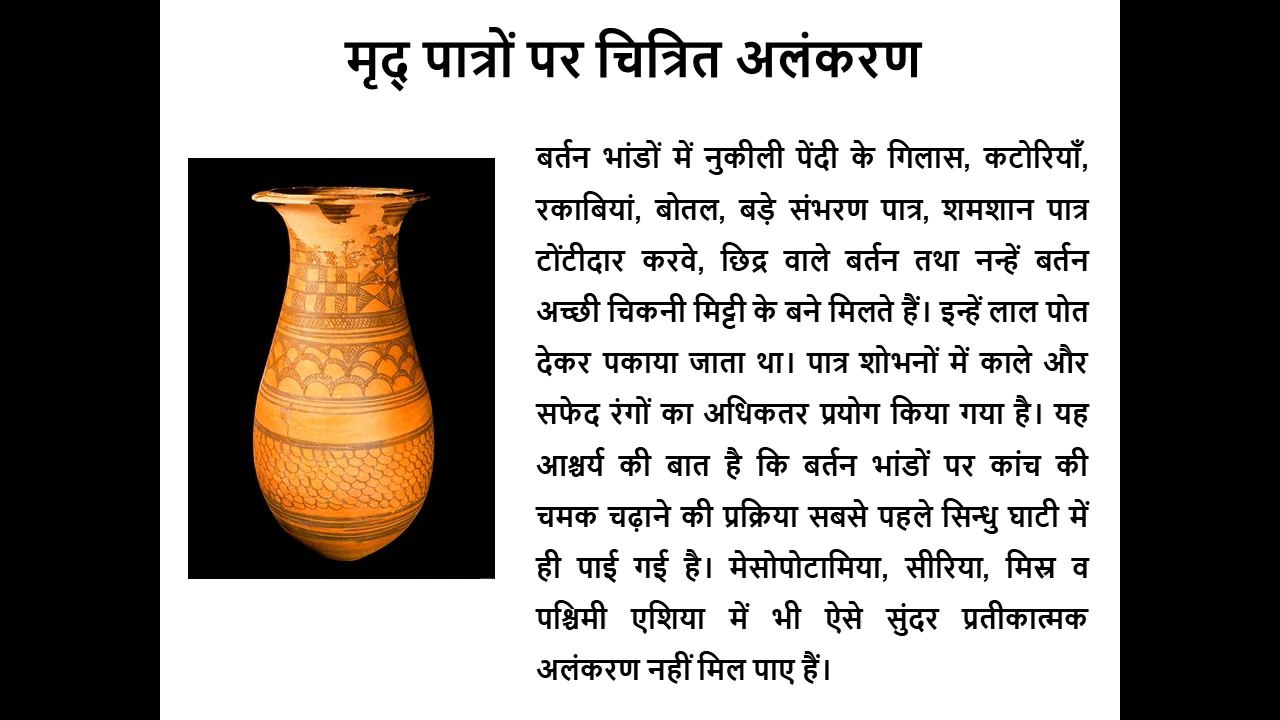 मृद् पात्रों पर चित्रित अलंकरण
बर्तन भांडों में नुकीली पेंदी के गिलास, कटोरियाँ,
रकाबियां, बोतल, बड़े संभरण पात्र, शमशान पात्र
टोंटीदार करवे, छिद्र वाले बर्तन तथा नन्हें बर्तन
अच्छी चिकनी मिट्टी के बने मिलते हैं। इन्हें लाल पोत
देकर पकाया जाता था। पात्र शोभनों में काले और
सफेद रंगों का अधिकतर प्रयोग किया गया है। यह
आश्चर्य की बात है कि बर्तन भांडों पर कांच की
चमक चढ़ाने की प्रक्रिया सबसे पहले सिन्धु घाटी में
ही पाई गई है। मेसोपोटामिया, सीरिया, मिस्र व
पश्चिमी एशिया में भी ऐसे सुंदर प्रतीकात्मक
अलंकरण नहीं मिल पाए हैं।